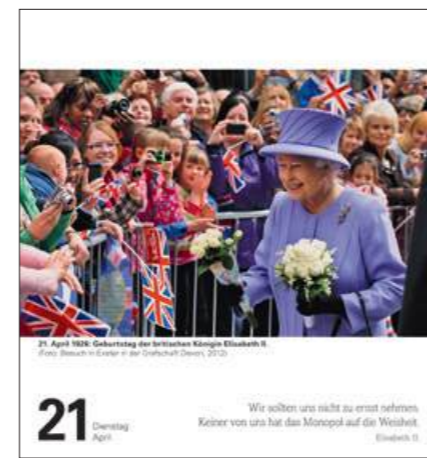 21. April 1926: Geburtstag der britischen Königin Elisabeth II.
(Foto: Besuch in Exeter in der Grafschaft Devon, 2012)
21 Dienstag
April
Wir sollten uns nicht zu ernst nehmen.
Keiner von uns hat das Monopol auf die Weisheit.
Elisabeth II.